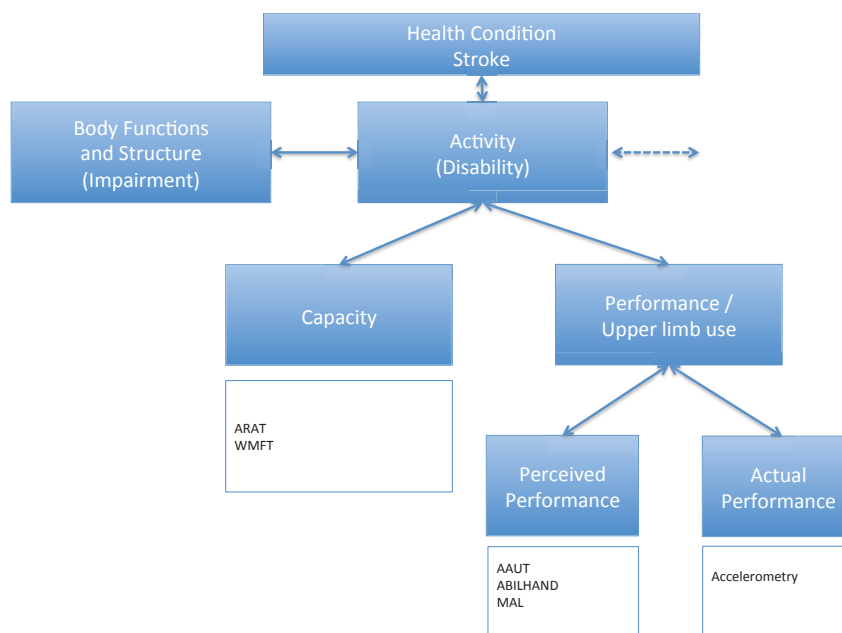 Health Condition
Stroke
Body Functions
and Structure
(Impairment)
Activity
(Disability)
Capacity
Performance /
Upper limb use
ARAT
WMFT
Perceived
Performance
Actual
Performance
AAUT
ABILHAND
MAL
Accelerometry